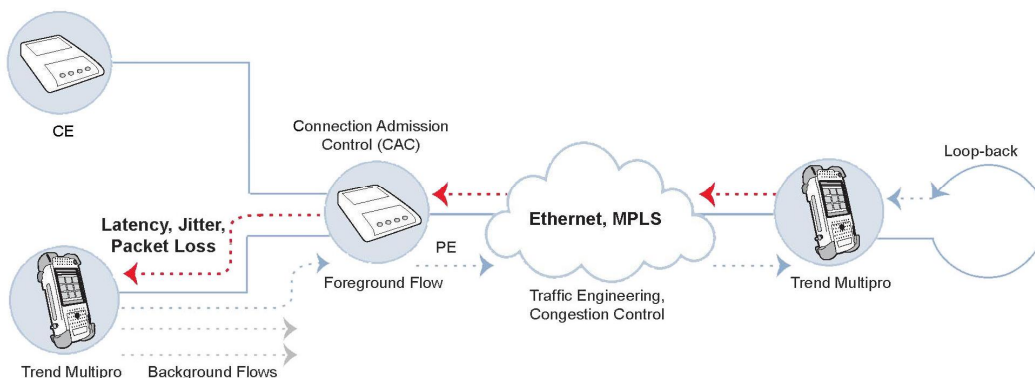 CE
Connection Admission
Control (CAC)
Loop-back
Latency, Jitter,
Packet Loss
Ethernet, MPLS
PE
Foreground Flow
Traffic Engineering,
Congestion Control
Trend Multipro
Trend Multipro
Background Flows